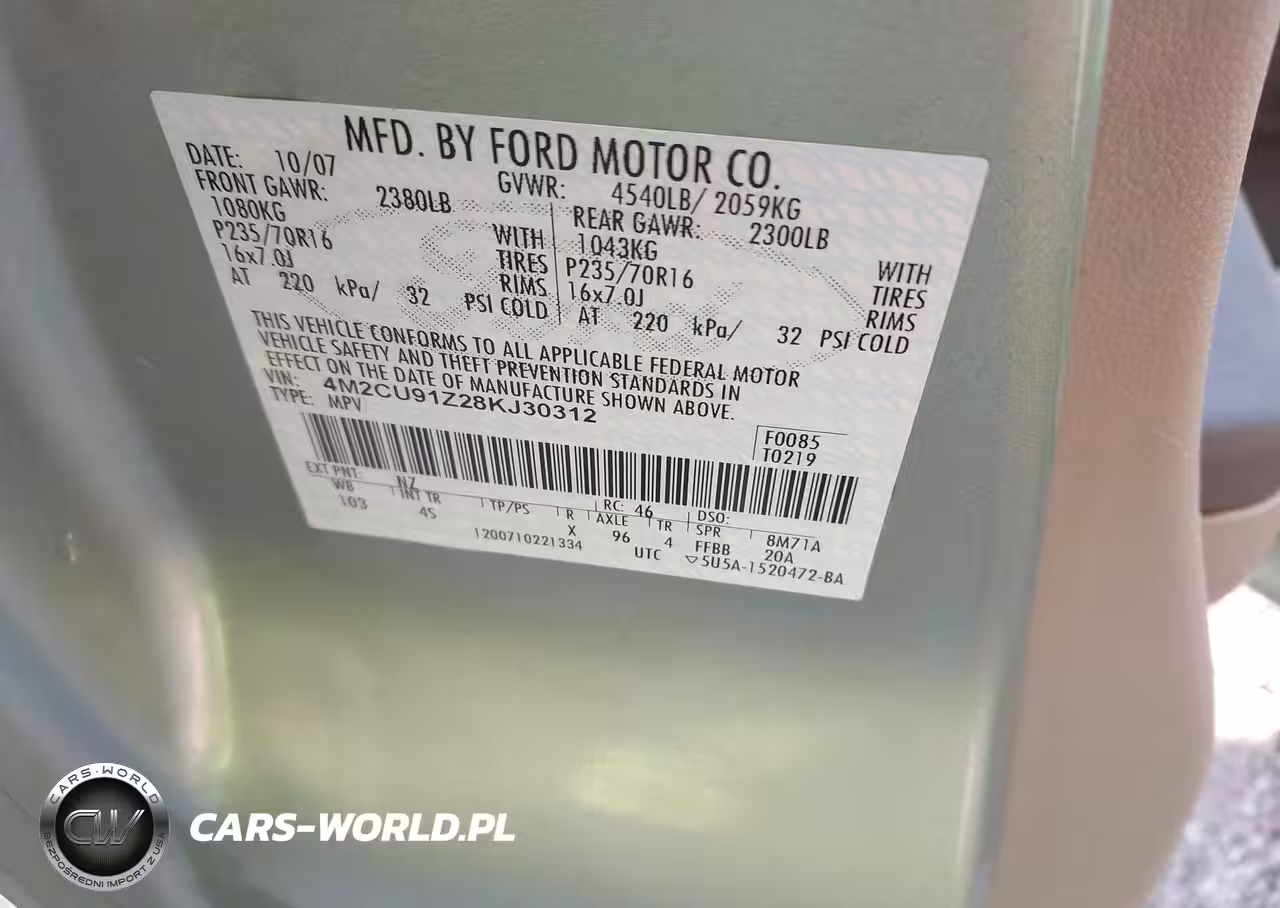 MFD. BY FORD MOTOR CO.
DATE: 10/07 GVWR: 4540LB/ 2059KG
FRONT GAWR: 2380LB REAR GAWR: 2300LB
1080KG WITH 1043KG WITH
P235/70R16 TIRES P235/70R16 TIRES
16x7.0J RIMS 16x7.0J RIMS
AT 220 kPa/ 32 PSI COLD AT 220 kPa/ 32 PSI COLD
THIS VEHICLE CONFORMS TO ALL APPLICABLE FEDERAL MOTOR
VEHICLE SAFETY AND THEFT PREVENTION STANDARDS IN
EFFECT ON THE DATE OF MANUFACTURE SHOWN ABOVE.
VIN: 4M2CU91Z28KJ30312
TYPE: MPV
F0085
T0219
EXT PNT: NZ RC: 46 DSO:
WB INT TR TP/PS R AXLE TR SPR 8M71A
103 45 X 96 4 FFBB 20A
1200710221334 UTC ▽5U5A-1520472-BA
CARS-WORLD
CW
BEZPOŚREDNI IMPORT Z USA
CARS-WORLD.PL